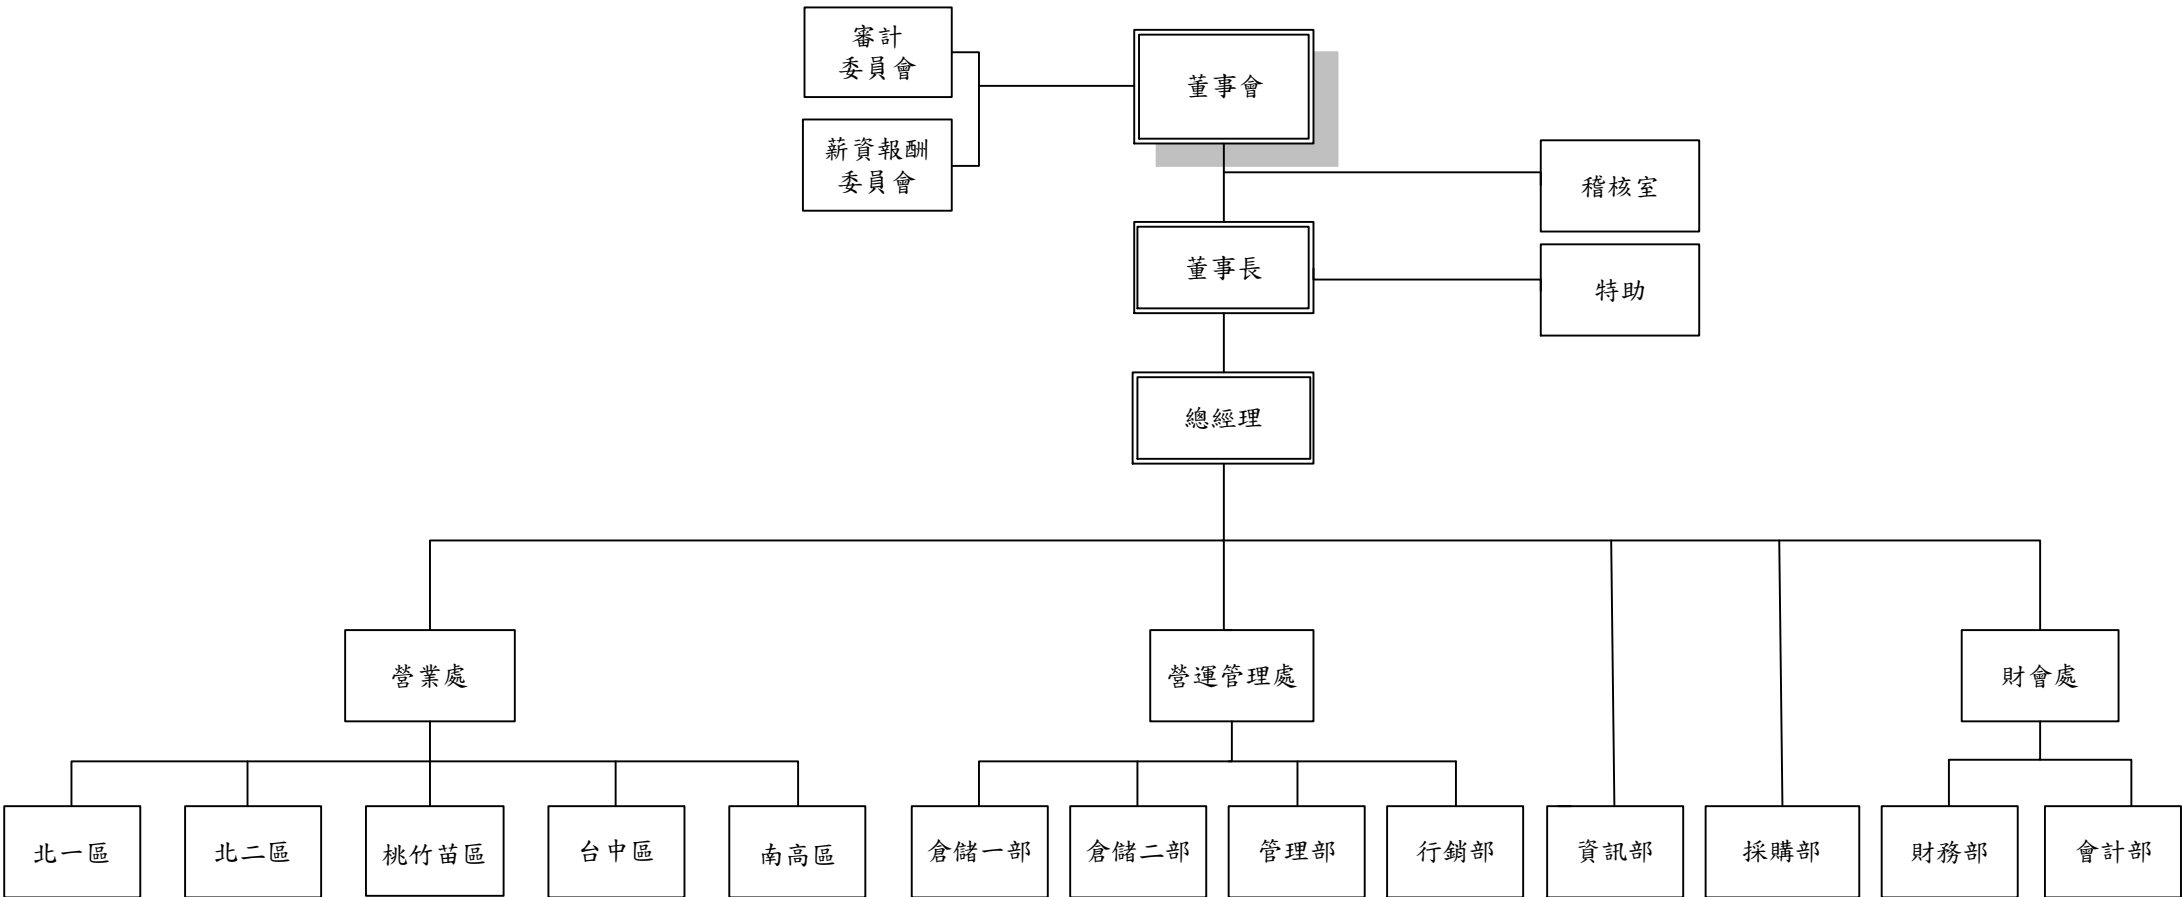 審計
委員會
董事會
薪資報酬
委員會
稽核室
董事長
特助
總經理
營業處
營運管理處
財會處
北一區
北二區
桃竹苗區
台中區
南高區
倉儲一部
倉儲二部
管理部
行銷部
資訊部
採購部
財務部
會計部